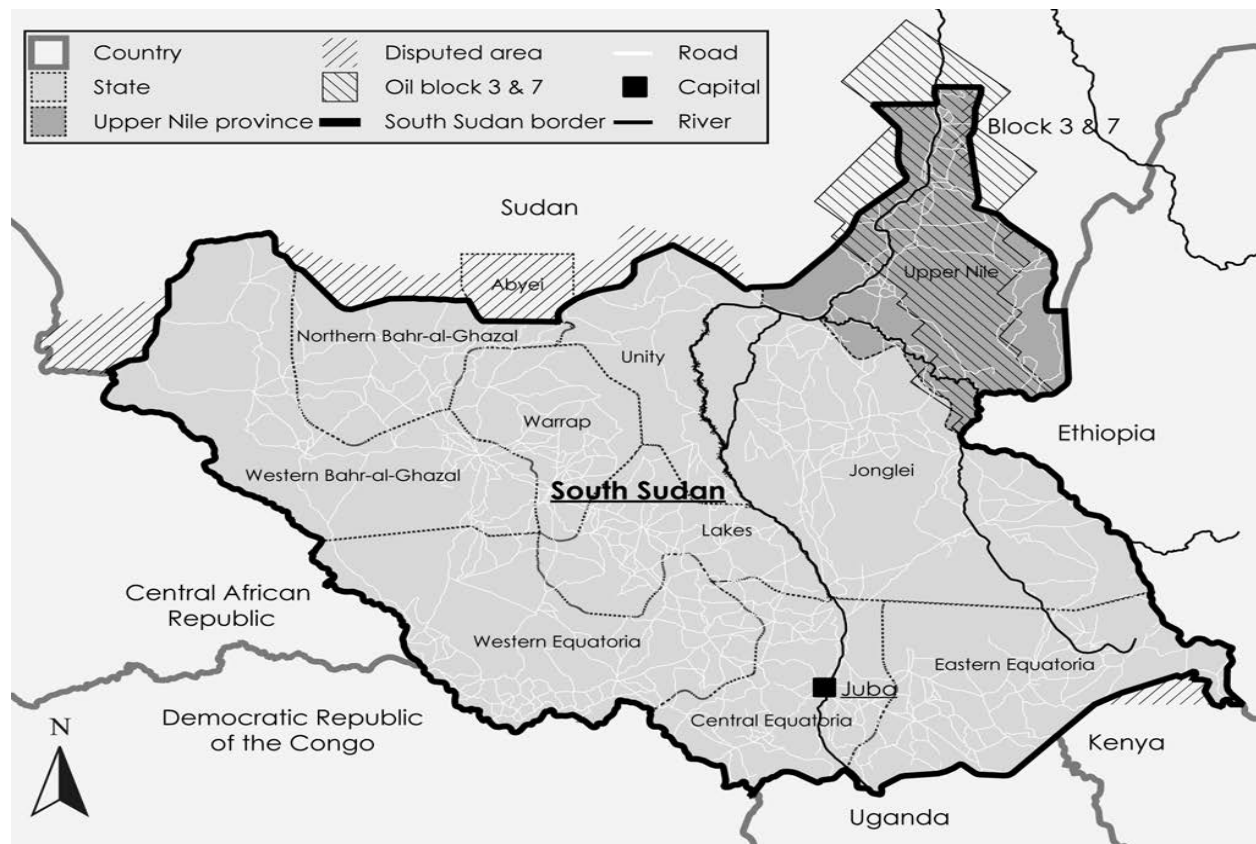 Country
State
Upper Nile province
Disputed area
Oil block 3 & 7
South Sudan border
Road
Capital
River
Block 3 & 7
Sudan
Upper Nile
Abyei
Northern Bahr-al-Ghazal
Unity
Warrap
Ethiopia
Western Bahr-al-Ghazal
Jonglei
South Sudan
Lakes
Central African
Republic
Western Equatoria
Eastern Equatoria
Juba
Democratic Republic
of the Congo
Central Equatoria
N
Kenya
Uganda